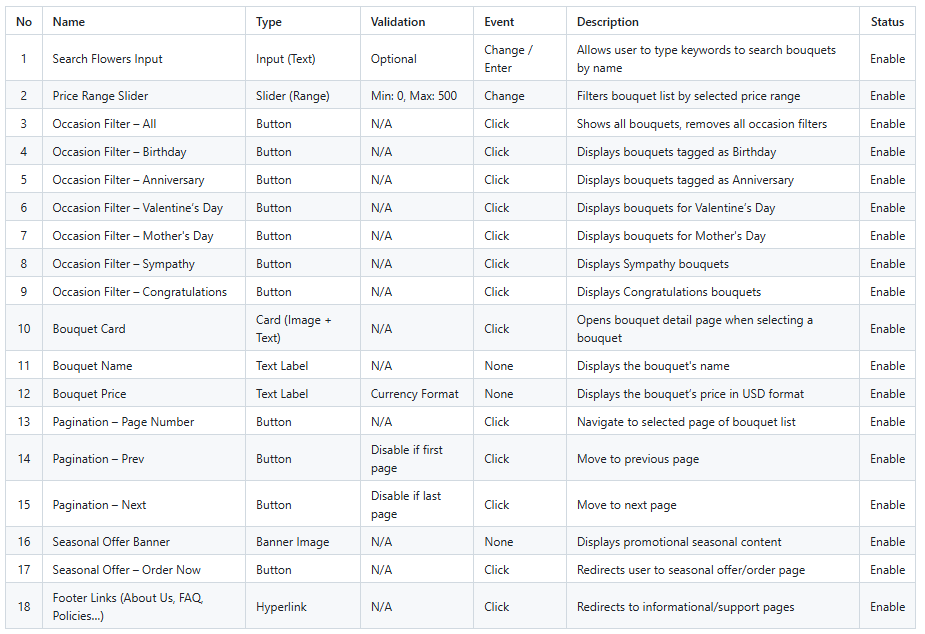 No Name Type Validation Event Description Status
1 Search Flowers Input Input (Text) Optional Change / Enter Allows user to type keywords to search bouquets by name Enable
2 Price Range Slider Slider (Range) Min: 0, Max: 500 Change Filters bouquet list by selected price range Enable
3 Occasion Filter – All Button N/A Click Shows all bouquets, removes all occasion filters Enable
4 Occasion Filter – Birthday Button N/A Click Displays bouquets tagged as Birthday Enable
5 Occasion Filter – Anniversary Button N/A Click Displays bouquets tagged as Anniversary Enable
6 Occasion Filter – Valentine’s Day Button N/A Click Displays bouquets for Valentine’s Day Enable
7 Occasion Filter – Mother's Day Button N/A Click Displays bouquets for Mother's Day Enable
8 Occasion Filter – Sympathy Button N/A Click Displays Sympathy bouquets Enable
9 Occasion Filter – Congratulations Button N/A Click Displays Congratulations bouquets Enable
10 Bouquet Card Card (Image + Text) N/A Click Opens bouquet detail page when selecting a bouquet Enable
11 Bouquet Name Text Label N/A None Displays the bouquet’s name Enable
12 Bouquet Price Text Label Currency Format None Displays the bouquet’s price in USD format Enable
13 Pagination – Page Number Button N/A Click Navigate to selected page of bouquet list Enable
14 Pagination – Prev Button Disable if first page Click Move to previous page Enable
15 Pagination – Next Button Disable if last page Click Move to next page Enable
16 Seasonal Offer Banner Banner Image N/A None Displays promotional seasonal content Enable
17 Seasonal Offer – Order Now Button N/A Click Redirects user to seasonal offer/order page Enable
18 Footer Links (About Us, FAQ, Policies...) Hyperlink N/A Click Redirects to informational/support pages Enable